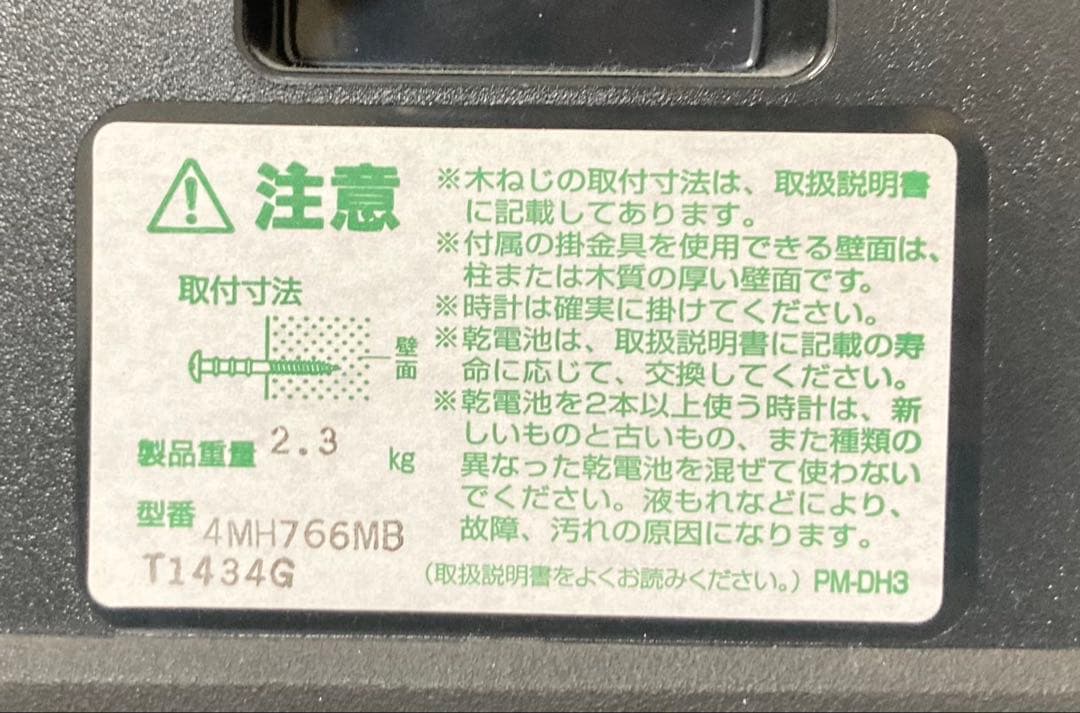 注意
取付寸法
壁面
製品重量 2.3 kg
型番 4MH766MB
T1434G
※木ねじの取付寸法は、取扱説明書
に記載してあります。
※付属の掛金具を使用できる壁面は、
柱または木質の厚い壁面です。
※時計は確実に掛けてください。
※乾電池は、取扱説明書に記載の寿
命に応じて、交換してください。
※乾電池を2本以上使う時計は、新
しいものと古いもの、また種類の
異なった乾電池を混ぜて使わない
でください。液もれなどにより、
故障、汚れの原因になります。
（取扱説明書をよくお読みください。）PM-DH3